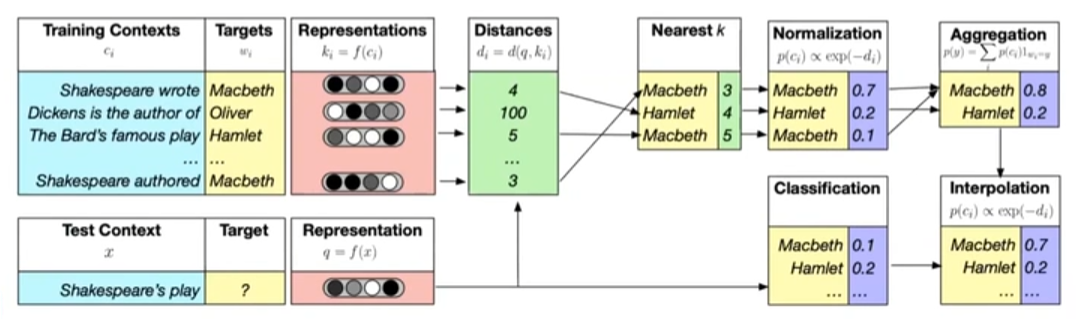 Training Contexts
c_i
Targets
w_i
Representations
k_i = f(c_i)
Distances
d_i = d(q, k_i)
Nearest k
Normalization
p(c_i) ∝ exp(−d_i)
Aggregation
p(y) = ∑_i p(c_i)1_{w_i=y}
Shakespeare wrote Macbeth
Dickens is the author of Oliver
The Bard's famous play Hamlet
... ...
Shakespeare authored Macbeth
4
100
5
...
3
Macbeth 3
Hamlet 4
Macbeth 5
Macbeth 0.7
Hamlet 0.2
Macbeth 0.1
Macbeth 0.8
Hamlet 0.2
Test Context
x
Target
Representation
q = f(x)
Shakespeare's play ?
Classification
Macbeth 0.1
Hamlet 0.2
... ...
Interpolation
p(c_i) ∝ exp(−d_i)
Macbeth 0.7
Hamlet 0.2
... ...